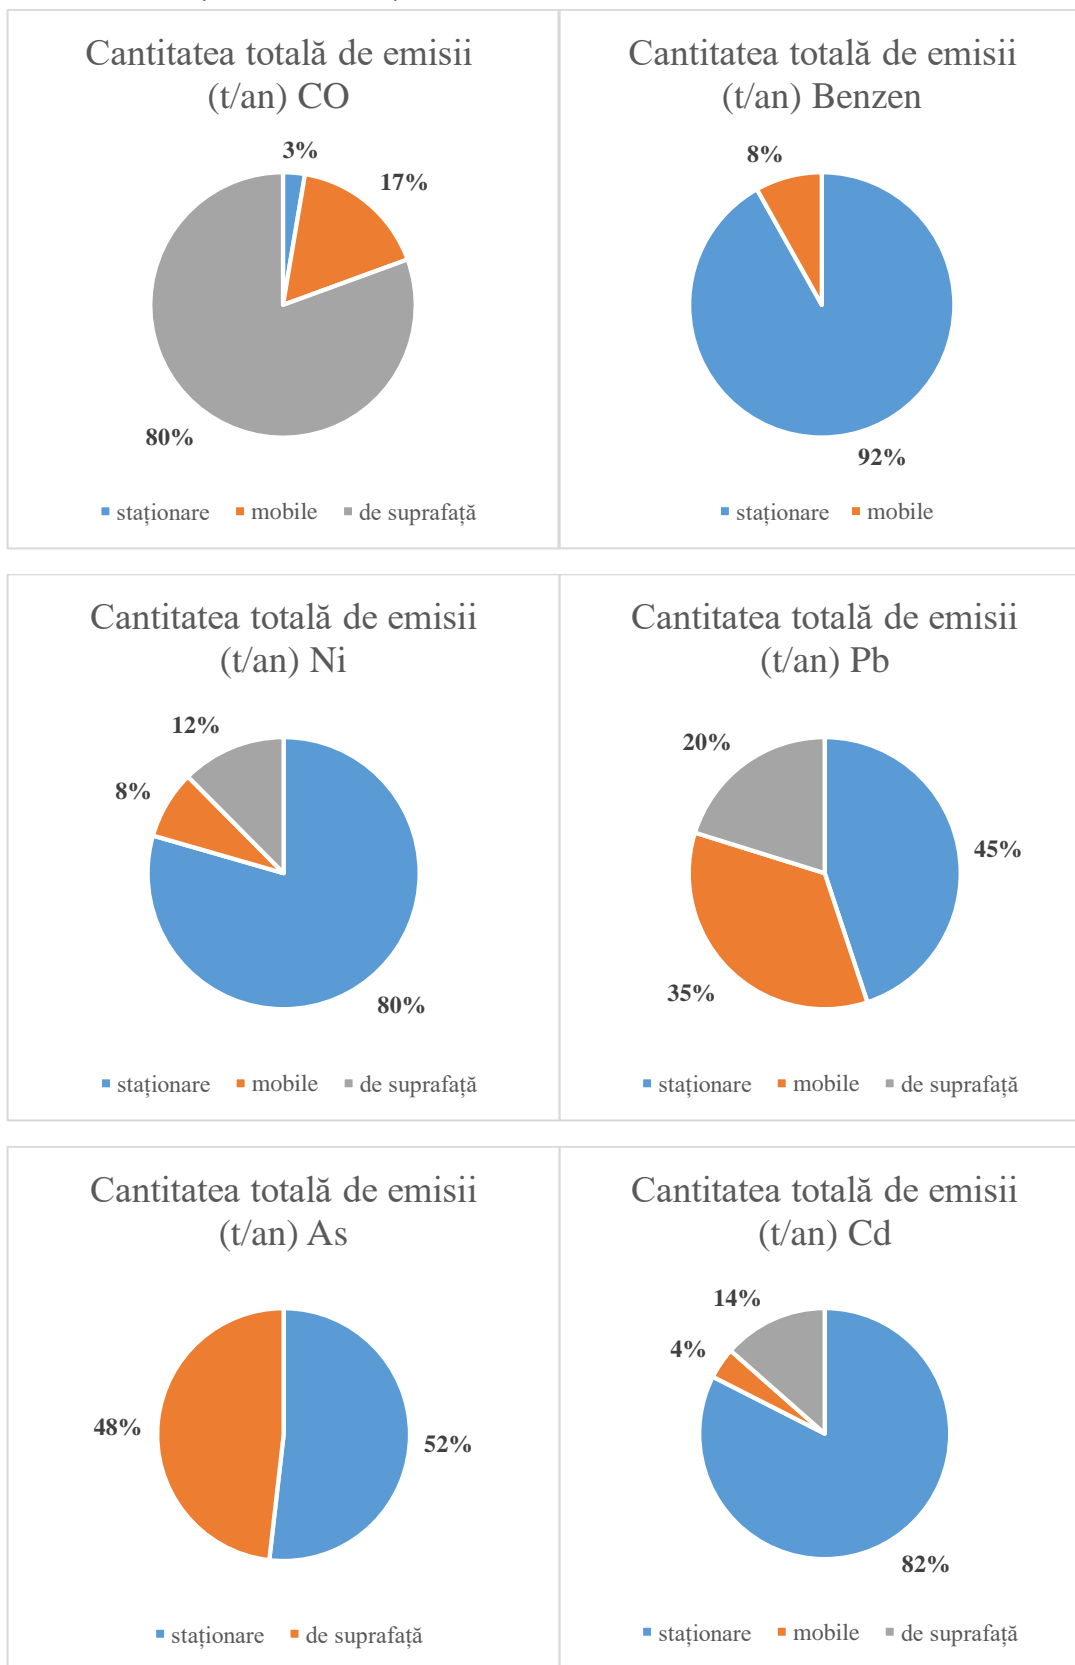 Cantitatea totală de emisii
(t/an) CO
3%
17%
80%
staționare mobile de suprafață
Cantitatea totală de emisii
(t/an) Benzen
8%
92%
staționare mobile
Cantitatea totală de emisii
(t/an) Ni
12%
8%
80%
staționare mobile de suprafață
Cantitatea totală de emisii
(t/an) Pb
20%
45%
35%
staționare mobile de suprafață
Cantitatea totală de emisii
(t/an) As
48%
52%
staționare de suprafață
Cantitatea totală de emisii
(t/an) Cd
14%
4%
82%
staționare mobile de suprafață